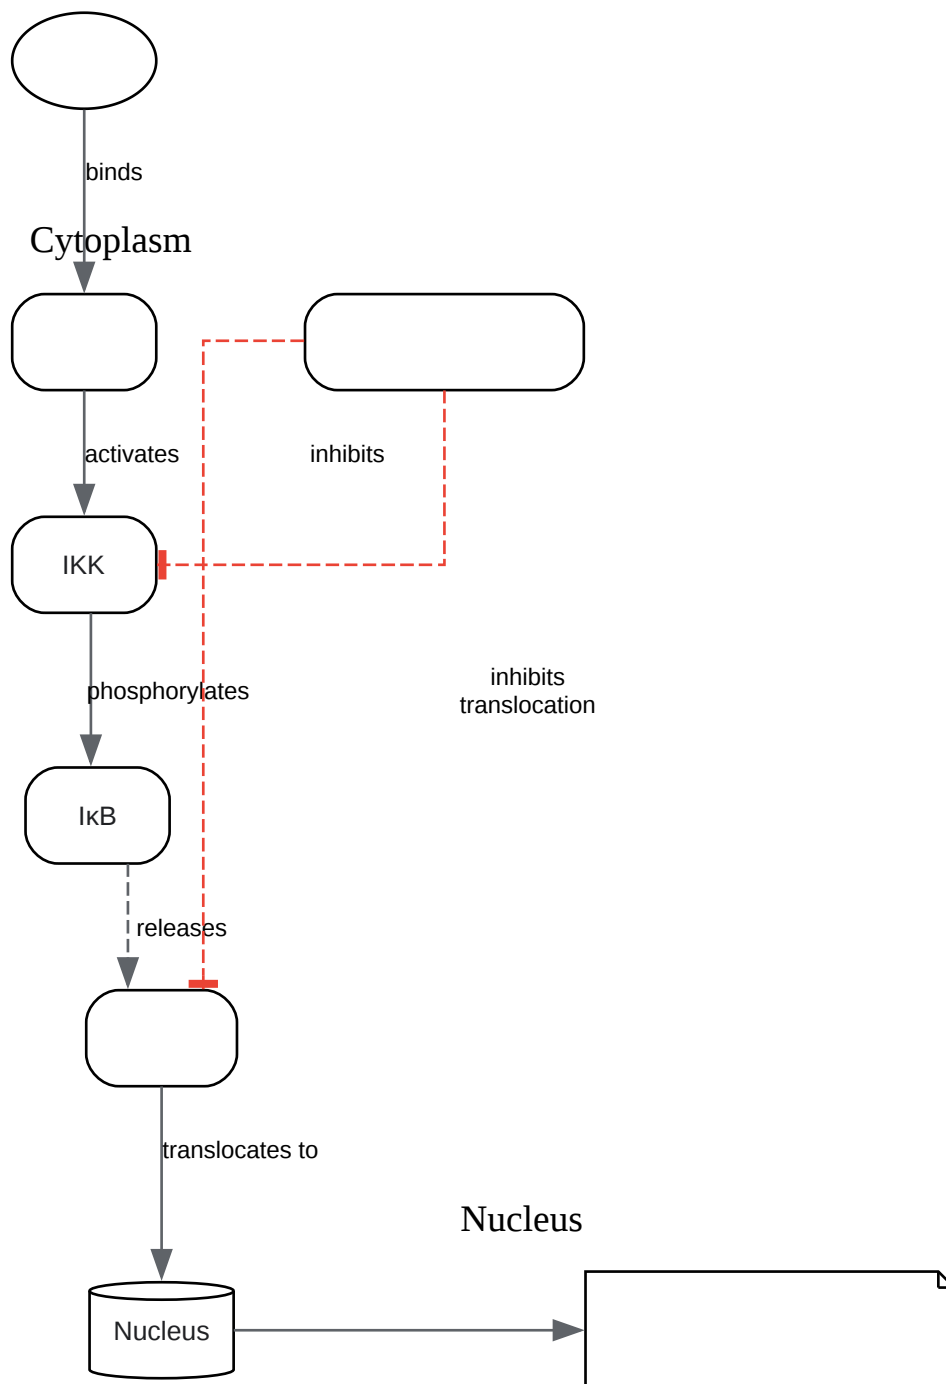 binds
Cytoplasm
activates
inhibits
IKK
inhibits
translocation
phosphorylates
IκB
releases
translocates to
Nucleus
Nucleus